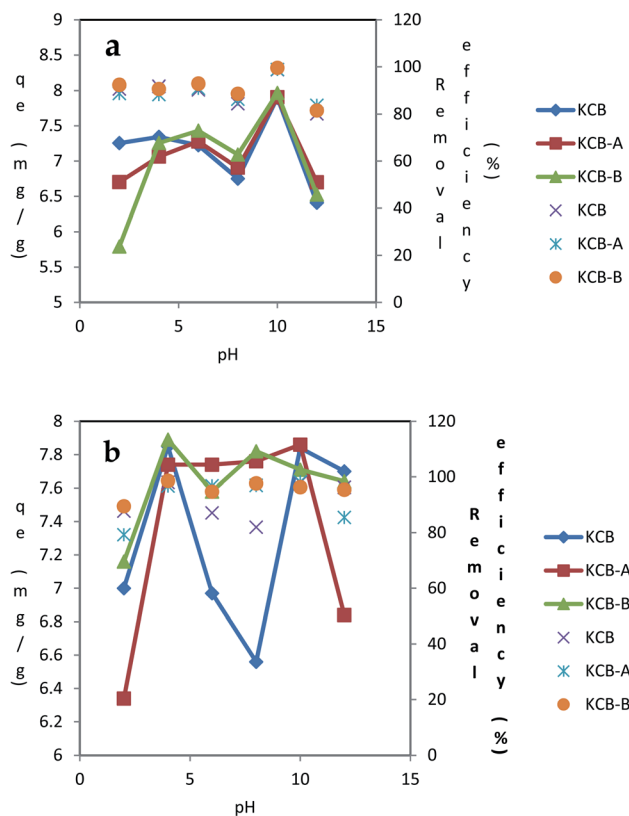 a
9
8.5
8
7.5
7
6.5
6
5.5
5
qe (mg/g)
120
100
80
60
40
20
0
Removal efficiency (%)
0 5 10 15
pH
KCB
KCB-A
KCB-B
KCB
KCB-A
KCB-B
b
8
7.8
7.6
7.4
7.2
7
6.8
6.6
6.4
6.2
6
qe (mg/g)
120
100
80
60
40
20
0
Removal efficiency (%)
0 5 10 15
pH
KCB
KCB-A
KCB-B
KCB
KCB-A
KCB-B